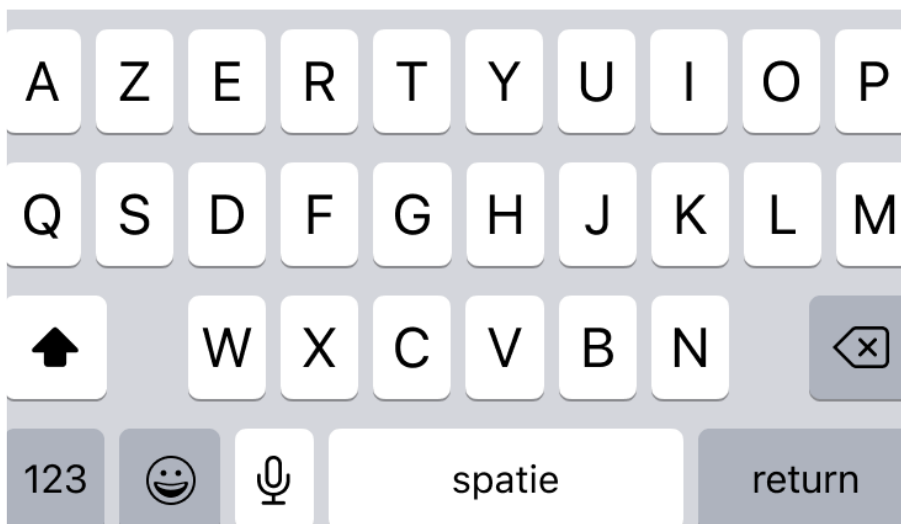 A Z E R T Y U I O P
Q S D F G H J K L M
W X C V B N
123 spatie return